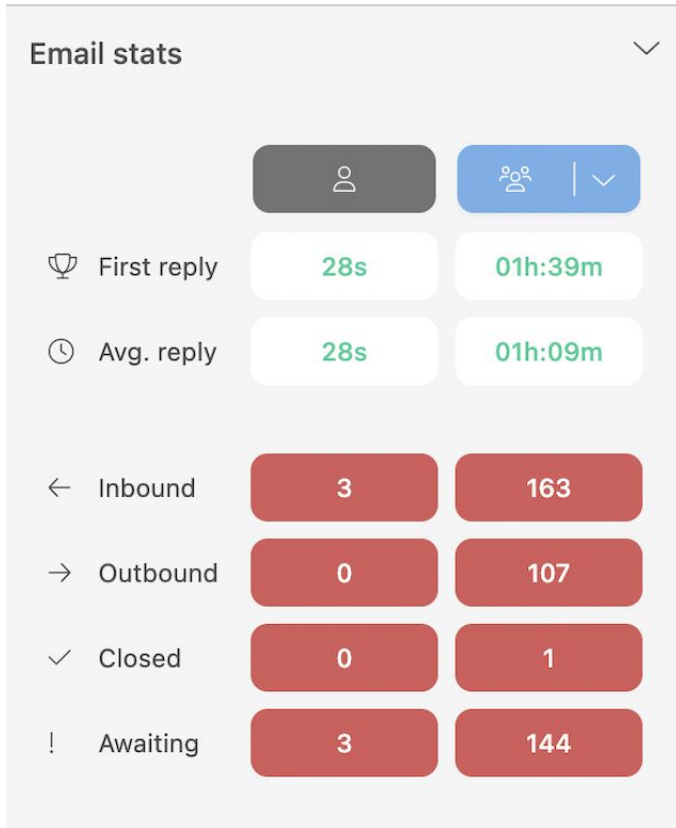 Email stats
First reply 28s 01h:39m
Avg. reply 28s 01h:09m
Inbound 3 163
Outbound 0 107
Closed 0 1
Awaiting 3 144